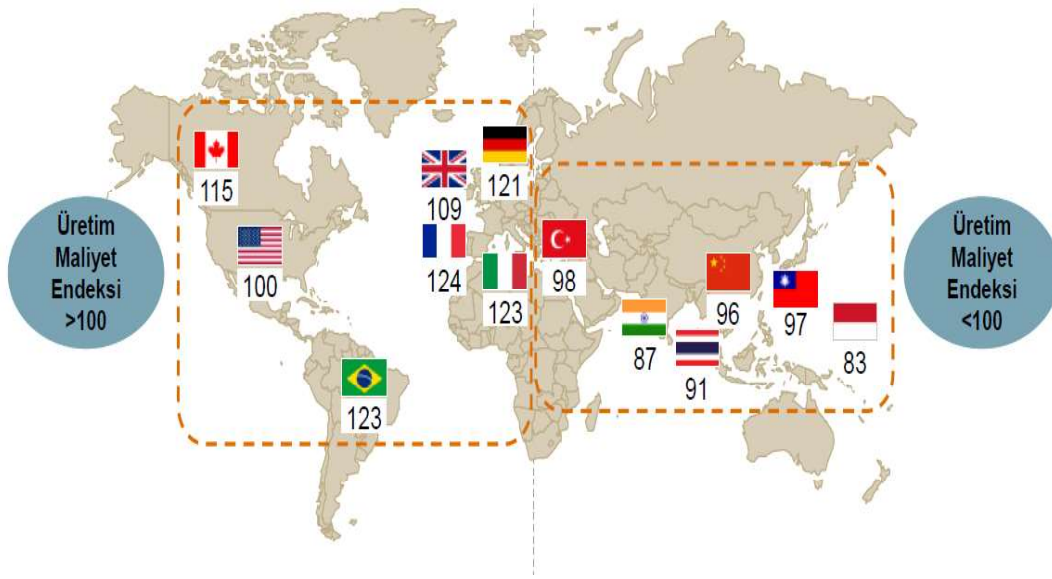 Üretim
Maliyet
Endeksi
>100
115
100
123
109
124
121
123
98
87
91
96
97
83
Üretim
Maliyet
Endeksi
<100